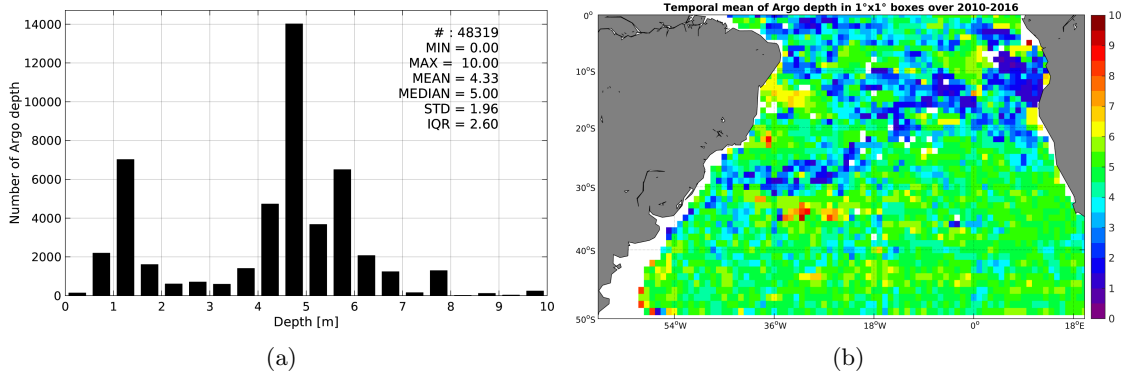 14000
12000
10000
8000
6000
4000
2000
0
Number of Argo depth
# : 48319
MIN = 0.00
MAX = 10.00
MEAN = 4.33
MEDIAN = 5.00
STD = 1.96
IQR = 2.60
0 1 2 3 4 5 6 7 8 9 10
Depth [m]
(a)
Temporal mean of Argo depth in 1°x1° boxes over 2010-2016
0°
10°S
20°S
30°S
40°S
50°S
54°W 36°W 18°W 0° 18°E
10
9
8
7
6
5
4
3
2
1
0
(b)